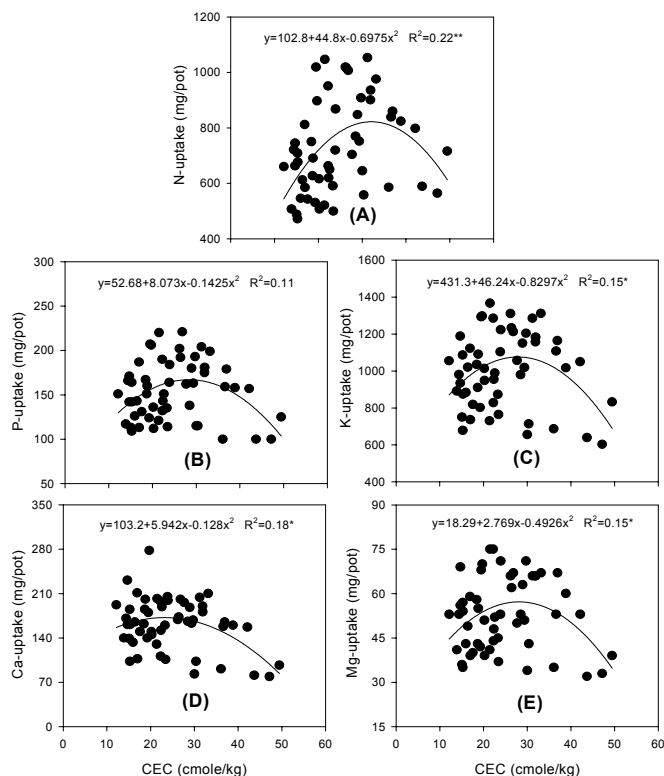 y=102.8+44.8x-0.6975x² R²=0.22**
N-uptake (mg/pot)
1200
1000
800
600
400
(A)
y=52.68+8.073x-0.1425x² R²=0.11
P-uptake (mg/pot)
300
250
200
150
100
50
(B)
y=431.3+46.24x-0.8297x² R²=0.15*
K-uptake (mg/pot)
1600
1400
1200
1000
800
600
400
(C)
y=103.2+5.942x-0.128x² R²=0.18*
Ca-uptake (mg/pot)
350
280
210
140
70
0
(D)
0 10 20 30 40 50 60
CEC (cmole/kg)
y=18.29+2.769x-0.4926x² R²=0.15*
Mg-uptake (mg/pot)
90
75
60
45
30
15
(E)
0 10 20 30 40 50 60
CEC (cmole/kg)